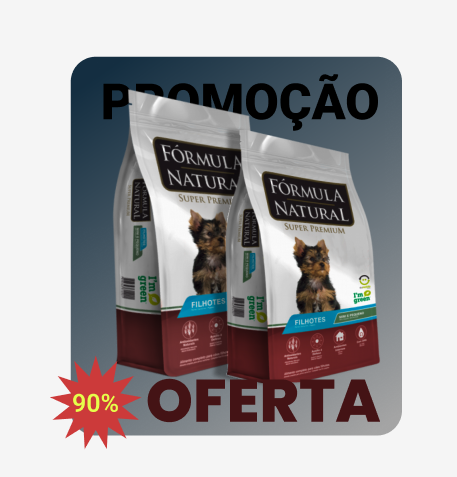 PROMOÇÃO
FÓRMULA
NATURAL
SUPER PREMIUM
FILHOTES
I'm
green
FÓRMULA
NATURAL
SUPER PREMIUM
FILHOTES
I'm
green
90%
OFERTA